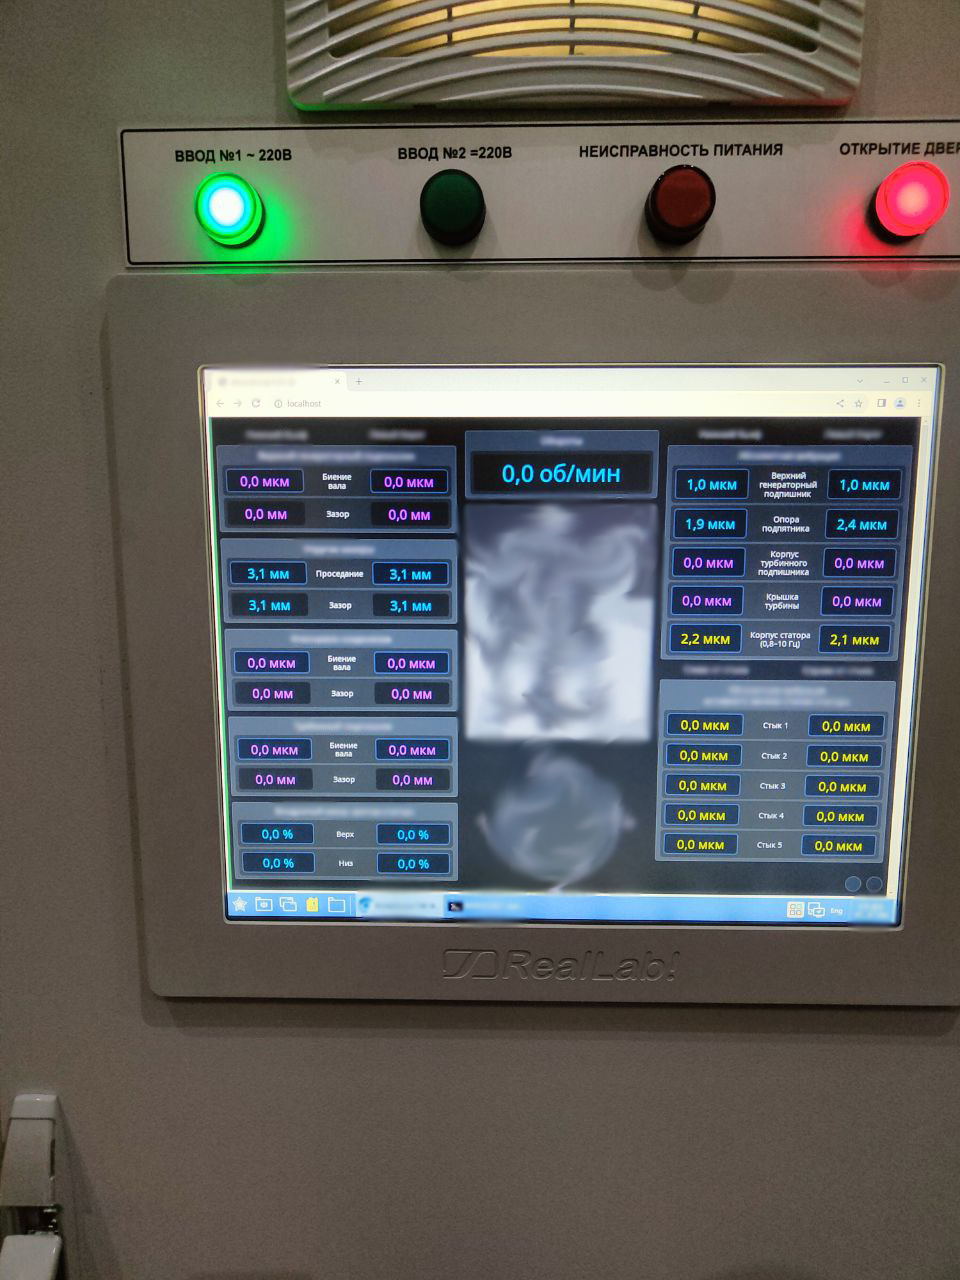 ВВОД №1 ~ 220В
ВВОД №2 =220В
НЕИСПРАВНОСТЬ ПИТАНИЯ
ОТКРЫТИЕ ДВЕР
localhost
0,0 мкм Биение вала 0,0 мкм
0,0 мм Зазор 0,0 мм
3,1 мм Проседание 3,1 мм
3,1 мм Зазор 3,1 мм
0,0 мкм Биение вала 0,0 мкм
0,0 мм Зазор 0,0 мм
0,0 мкм Биение вала 0,0 мкм
0,0 мм Зазор 0,0 мм
0,0 % Верх 0,0 %
0,0 % Низ 0,0 %
0,0 об/мин
1,0 мкм Верхний генераторный подшипник 1,0 мкм
1,9 мкм Опора подпятника 2,4 мкм
0,0 мкм Корпус турбинного подшипника 0,0 мкм
0,0 мкм Крышка турбины 0,0 мкм
2,2 мкм Корпус статора (0,8–10 Гц) 2,1 мкм
0,0 мкм Стык 1 0,0 мкм
0,0 мкм Стык 2 0,0 мкм
0,0 мкм Стык 3 0,0 мкм
0,0 мкм Стык 4 0,0 мкм
0,0 мкм Стык 5 0,0 мкм
Eng
RealLab!